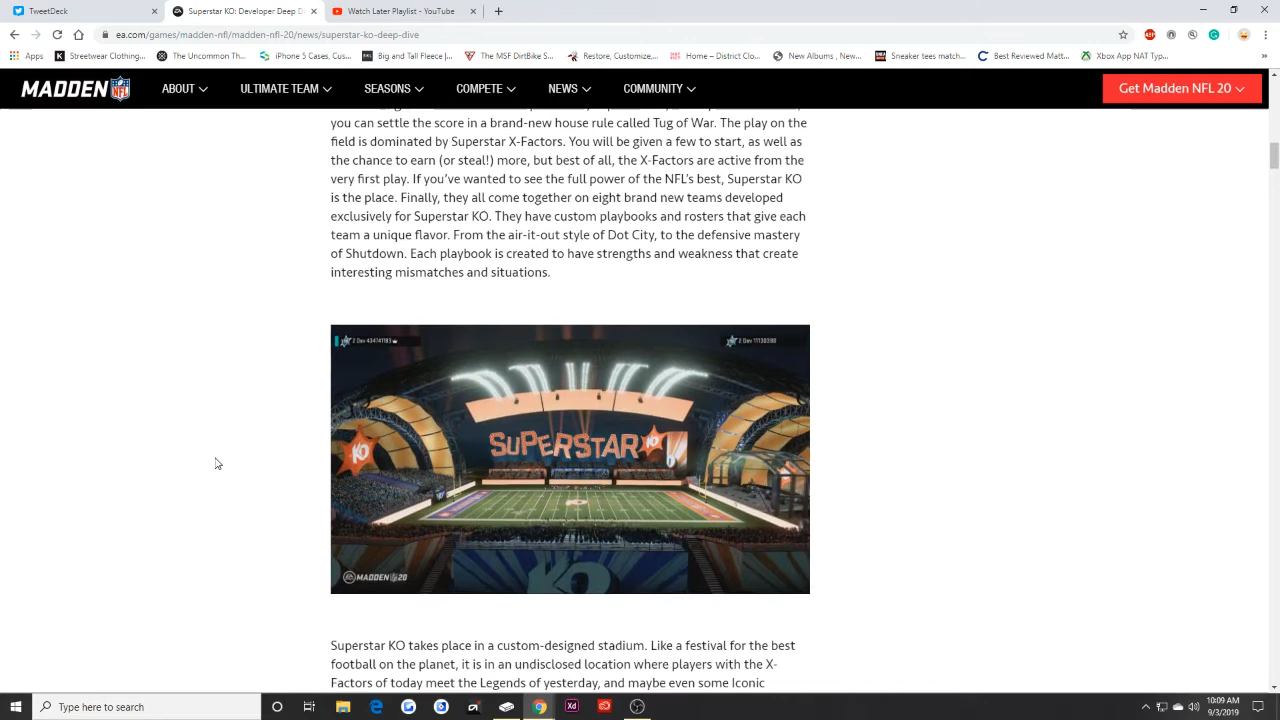 TweetDeck
Superstar KO: Developer Deep D
Watch Later Playlist - YouTube
ea.com/games/madden-nfl/madden-nfl-20/news/superstar-ko-deep-dive
Apps
Streetwear Clothing...
The Uncommon Th...
iPhone 5 Cases, Cus...
Big and Tall Fleece |...
The MSF DirtBike S...
Restore, Customize,...
Home – District Clo...
New Albums , New...
Sneaker tees match...
Best Reviewed Matt...
Xbox App NAT Typ...
MADDEN NFL
ABOUT
ULTIMATE TEAM
SEASONS
COMPETE
NEWS
COMMUNITY
Get Madden NFL 20
you can settle the score in a brand-new house rule called Tug of War. The play on the
field is dominated by Superstar X-Factors. You will be given a few to start, as well as
the chance to earn (or steal!) more, but best of all, the X-Factors are active from the
very first play. If you've wanted to see the full power of the NFL's best, Superstar KO
is the place. Finally, they all come together on eight brand new teams developed
exclusively for Superstar KO. They have custom playbooks and rosters that give each
team a unique flavor. From the air-it-out style of Dot City, to the defensive mastery
of Shutdown. Each playbook is created to have strengths and weakness that create
interesting mismatches and situations.
SUPERSTAR KO
KO
KO
EA MADDEN NFL 20
Superstar KO takes place in a custom-designed stadium. Like a festival for the best
football on the planet, it is in an undisclosed location where players with the X-
Factors of today meet the Legends of yesterday, and maybe even some Iconic
Type here to search
10:09 AM
9/3/2019